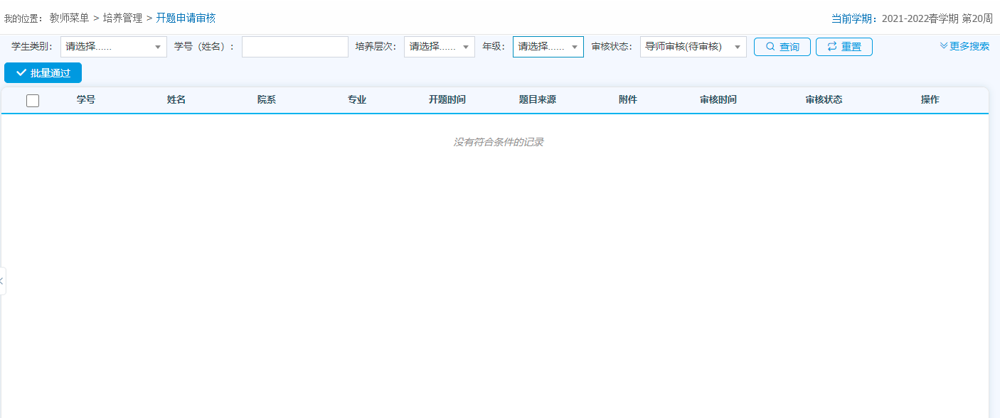 我的位置: 教师菜单 > 培养管理 > 开题申请审核 当前学期: 2021-2022春学期 第20周
学生类别: 请选择...... 学号（姓名）: 培养层次: 请选择...... 年级: 请选择...... 审核状态: 导师审核(待审核) 查询 重置 更多搜索
批量通过
学号 姓名 院系 专业 开题时间 题目来源 附件 审核时间 审核状态 操作
没有符合条件的记录